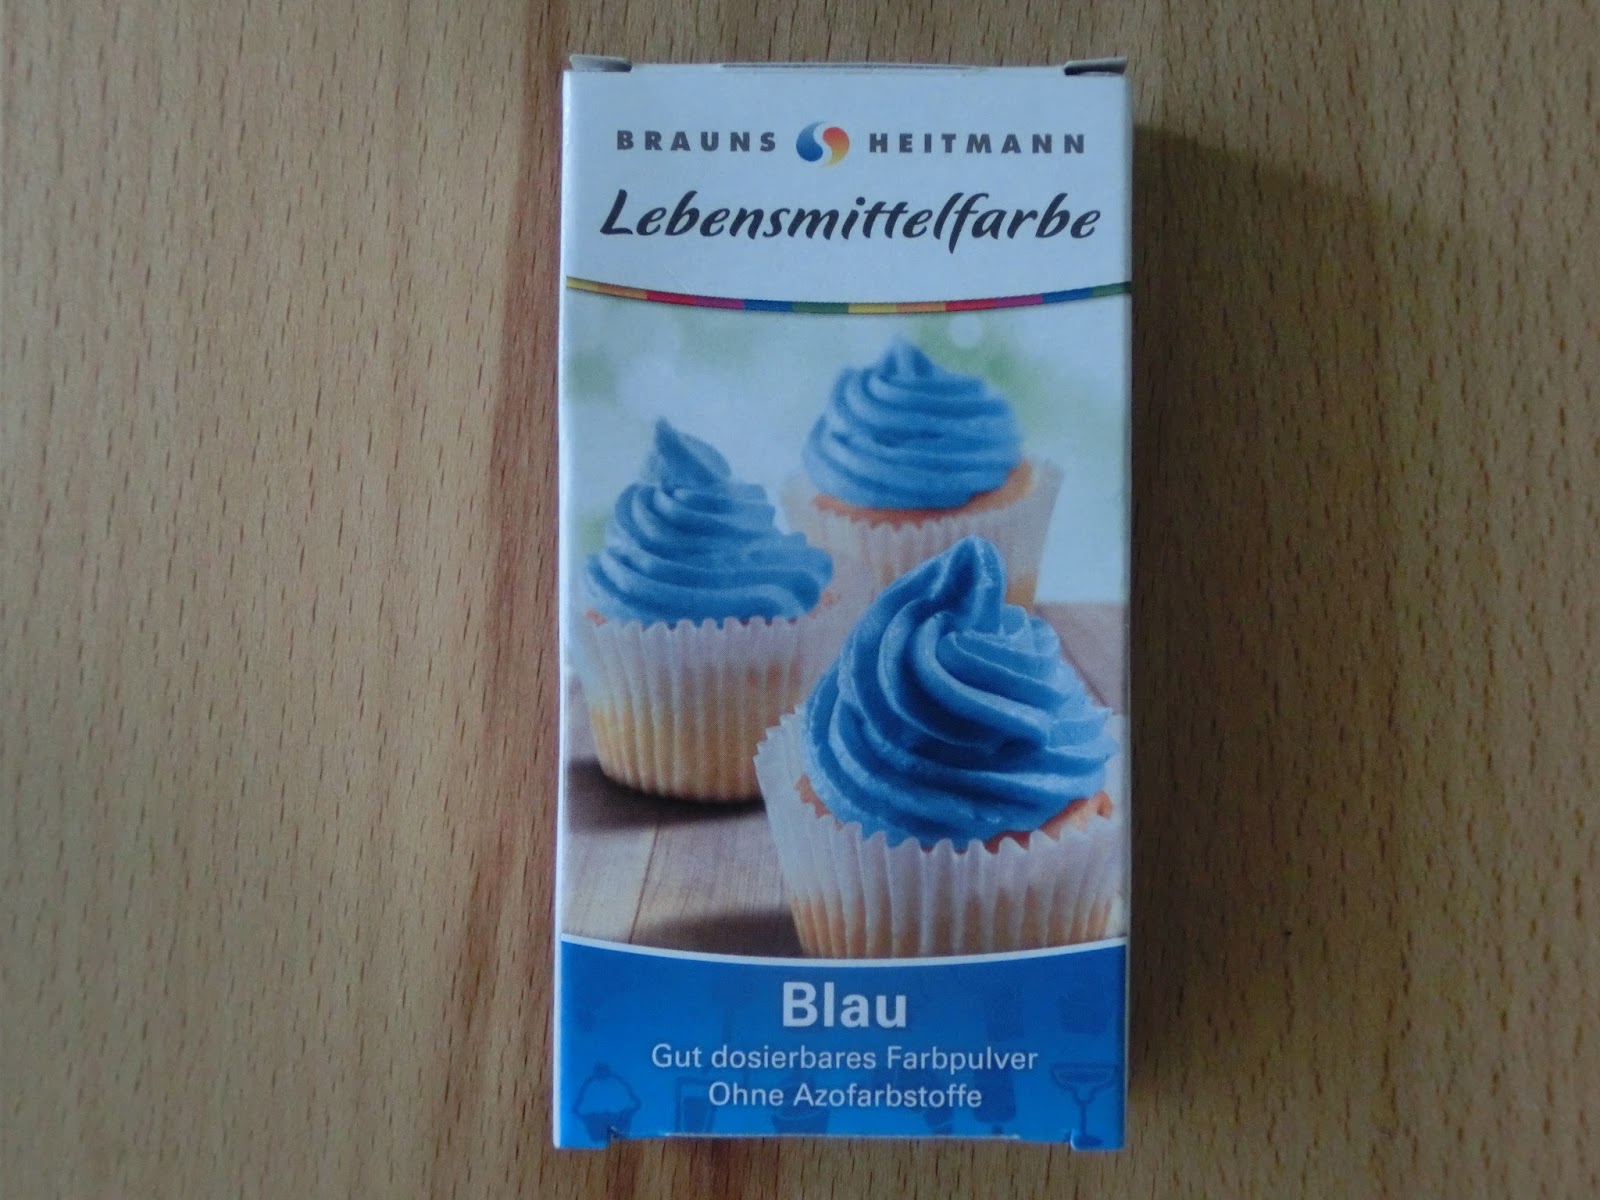 BRAUNS HEITMANN
Lebensmittelfarbe
Blau
Gut dosierbares Farbpulver
Ohne Azofarbstoffe